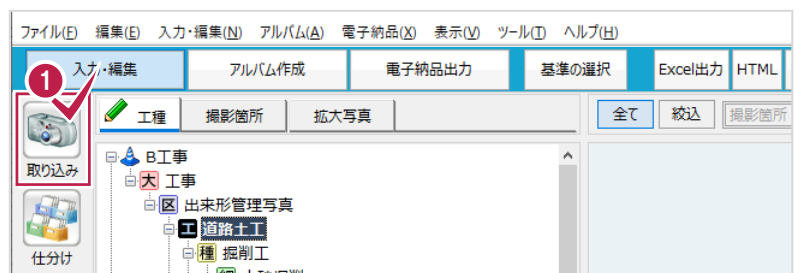 ファイル(F) 編集(E) 入力・編集(N) アルバム(A) 電子納品(X) 表示(V) ツール(T) ヘルプ(H)
入力・編集 アルバム作成 電子納品出力 基準の選択 Excel出力 HTML
1
工種 撮影箇所 拡大写真 全て 絞込 撮影箇所
取り込み
B工事
大 工事
区 出来形管理写真
工 道路土工
種 掘削工
仕分け